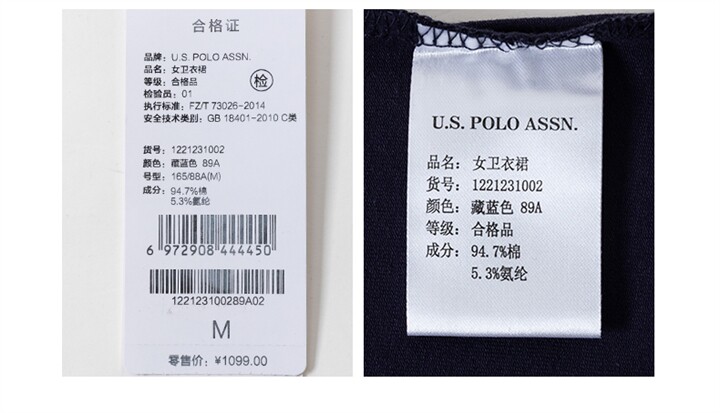 合格证
品牌：U.S. POLO ASSN.
品名：女卫衣裙
等级：合格品
检
检验员：01
执行标准：FZ/T 73026-2014
安全技术类别：GB 18401-2010 C类
货号：1221231002
颜色：藏蓝色 89A
号型：165/88A(M)
成分：94.7%棉
5.3%氨纶
6 972908 444450
122123100289A02
M
零售价：¥1099.00
U.S. POLO ASSN.
品名：女卫衣裙
货号：1221231002
颜色：藏蓝色 89A
等级：合格品
成分：94.7%棉
5.3%氨纶